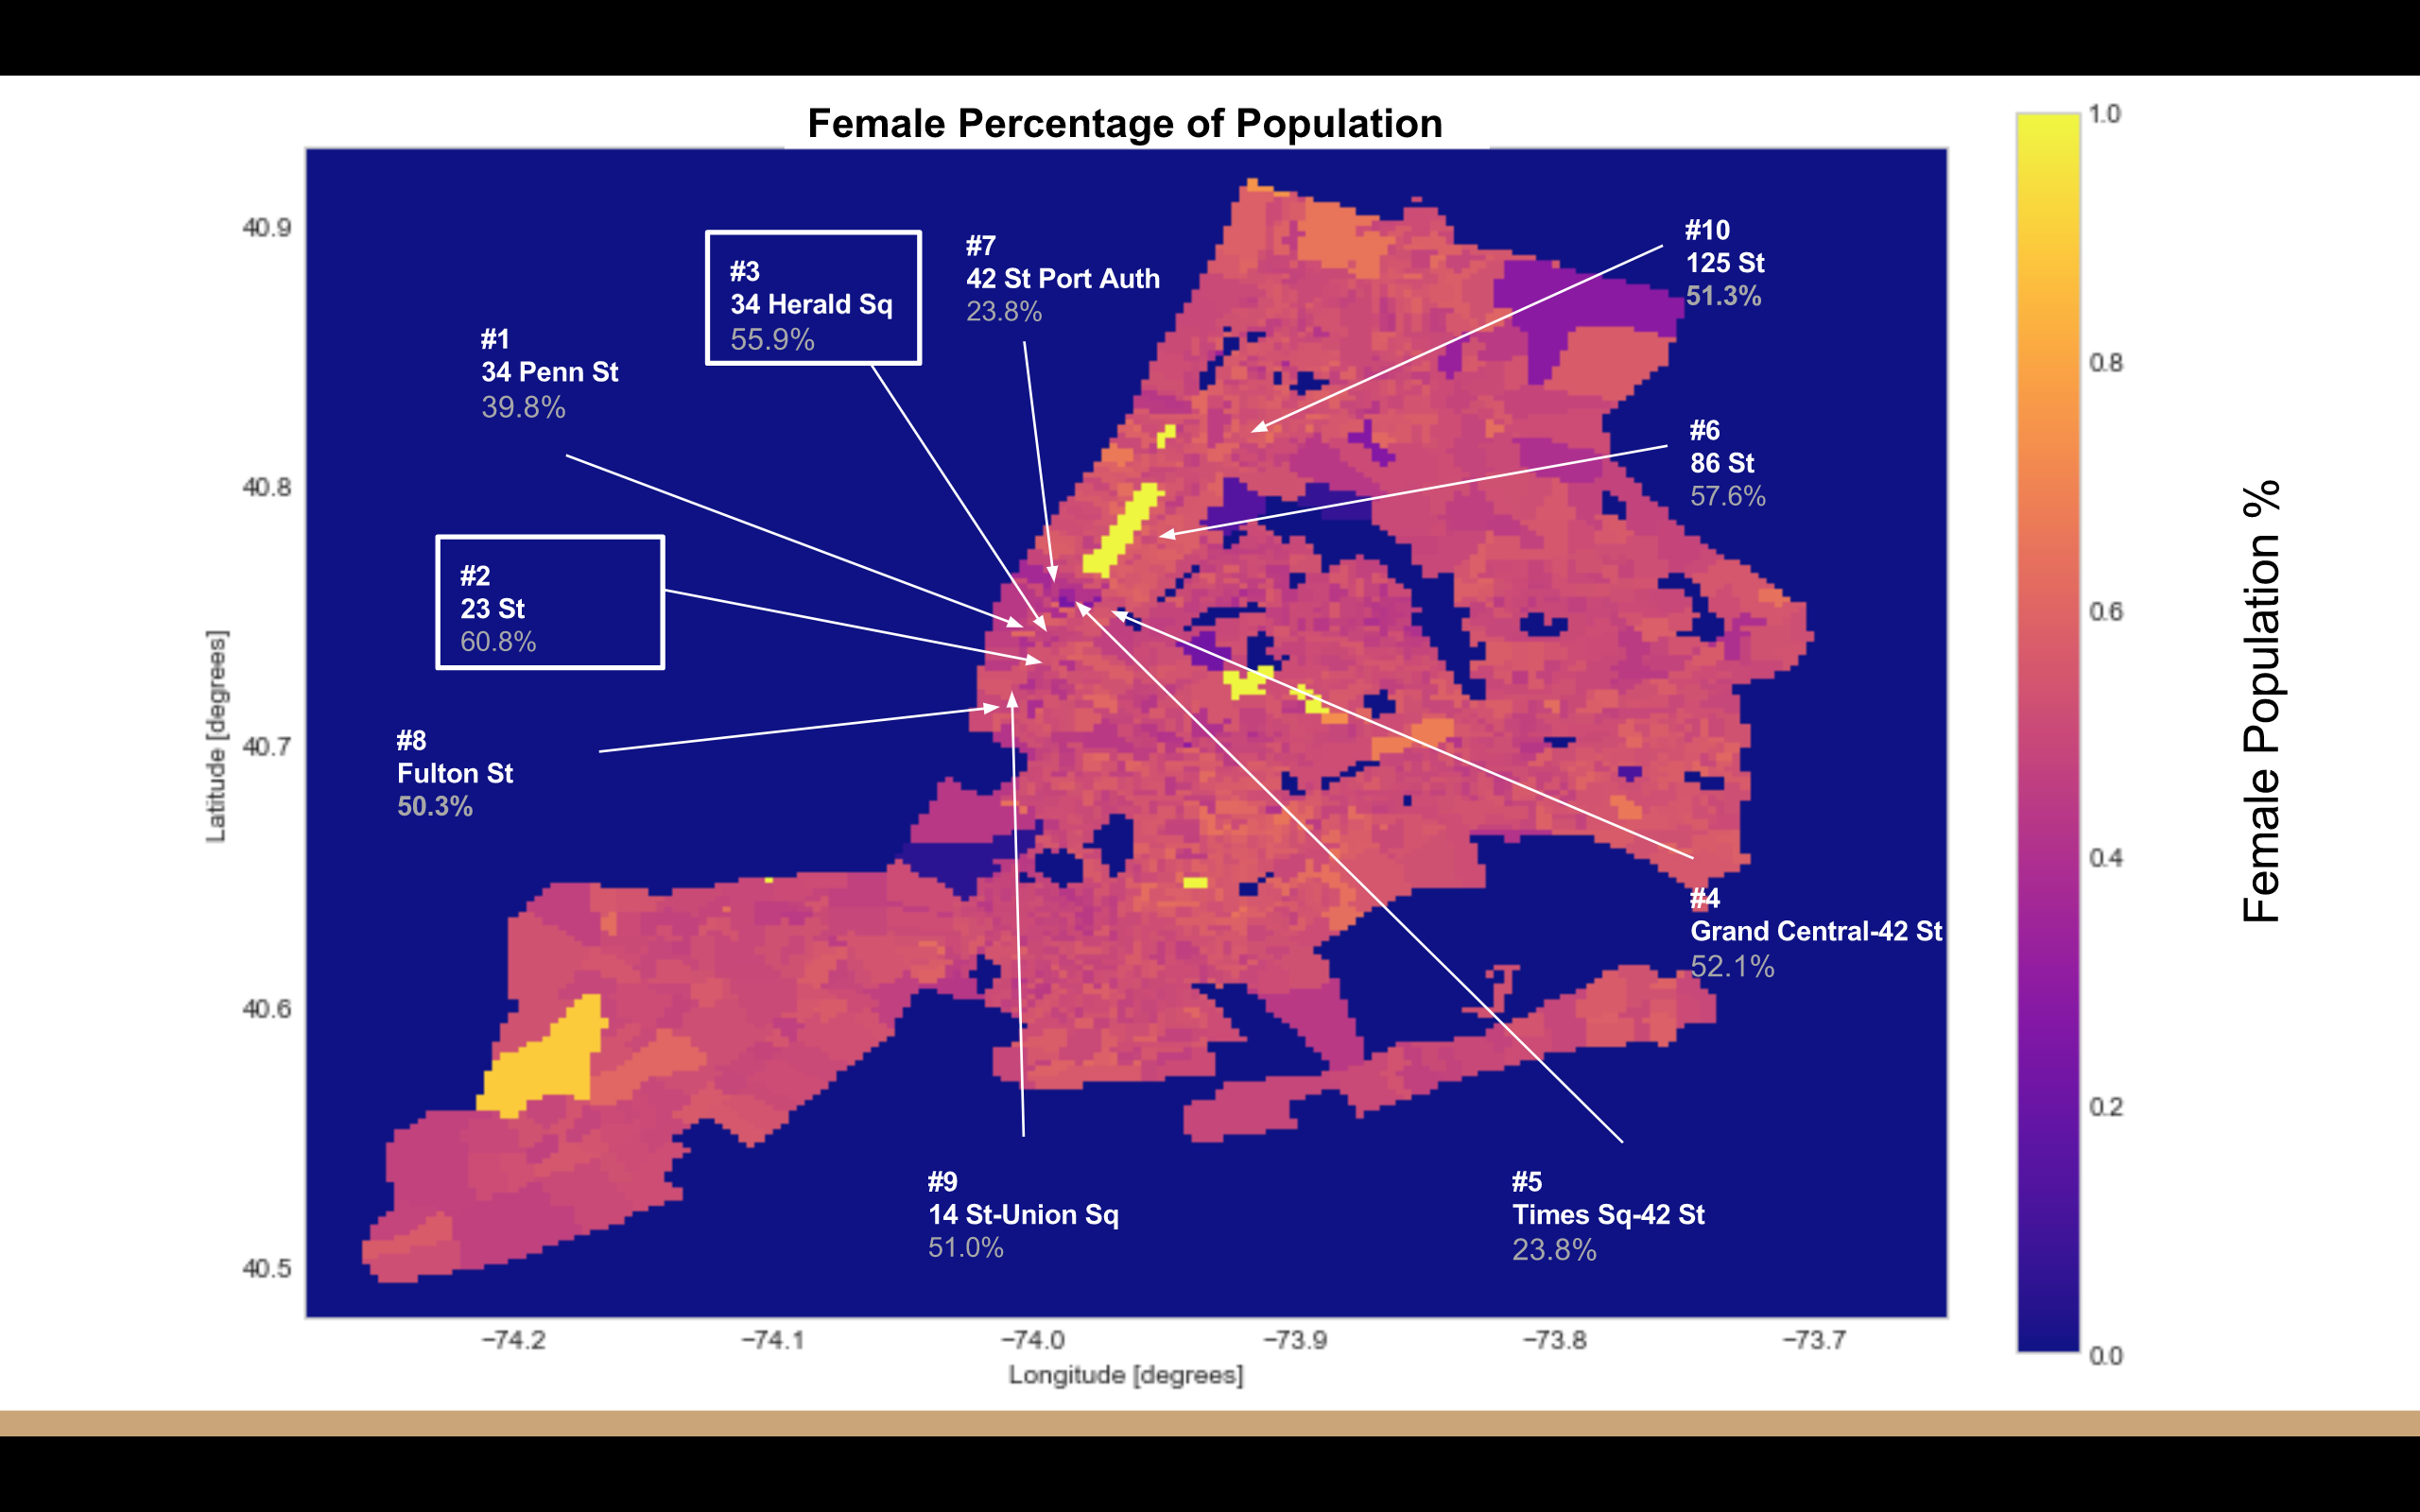 Female Percentage of Population
#1
34 Penn St
39.8%
#3
34 Herald Sq
55.9%
#7
42 St Port Auth
23.8%
#10
125 St
51.3%
#6
86 St
57.6%
#2
23 St
60.8%
#8
Fulton St
50.3%
#4
Grand Central-42 St
52.1%
#9
14 St-Union Sq
51.0%
#5
Times Sq-42 St
23.8%
Latitude [degrees]
40.9
40.8
40.7
40.6
40.5
−74.2
−74.1
−74.0
−73.9
−73.8
−73.7
Longitude [degrees]
1.0
0.8
0.6
0.4
0.2
0.0
Female Population %